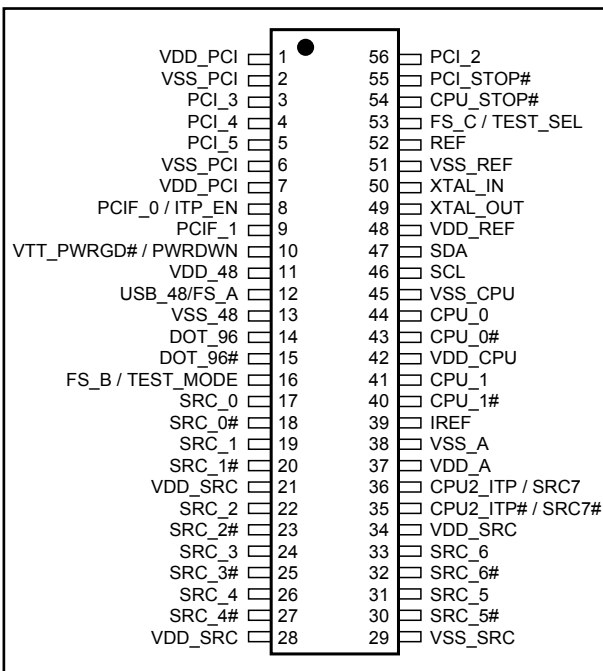 VDD_PCI 1 56 PCI_2
VSS_PCI 2 55 PCI_STOP#
PCI_3 3 54 CPU_STOP#
PCI_4 4 53 FS_C / TEST_SEL
PCI_5 5 52 REF
VSS_PCI 6 51 VSS_REF
VDD_PCI 7 50 XTAL_IN
PCIF_0 / ITP_EN 8 49 XTAL_OUT
PCIF_1 9 48 VDD_REF
VTT_PWRGD# / PWRDWN 10 47 SDA
VDD_48 11 46 SCL
USB_48/FS_A 12 45 VSS_CPU
VSS_48 13 44 CPU_0
DOT_96 14 43 CPU_0#
DOT_96# 15 42 VDD_CPU
FS_B / TEST_MODE 16 41 CPU_1
SRC_0 17 40 CPU_1#
SRC_0# 18 39 IREF
SRC_1 19 38 VSS_A
SRC_1# 20 37 VDD_A
VDD_SRC 21 36 CPU2_ITP / SRC7
SRC_2 22 35 CPU2_ITP# / SRC7#
SRC_2# 23 34 VDD_SRC
SRC_3 24 33 SRC_6
SRC_3# 25 32 SRC_6#
SRC_4 26 31 SRC_5
SRC_4# 27 30 SRC_5#
VDD_SRC 28 29 VSS_SRC